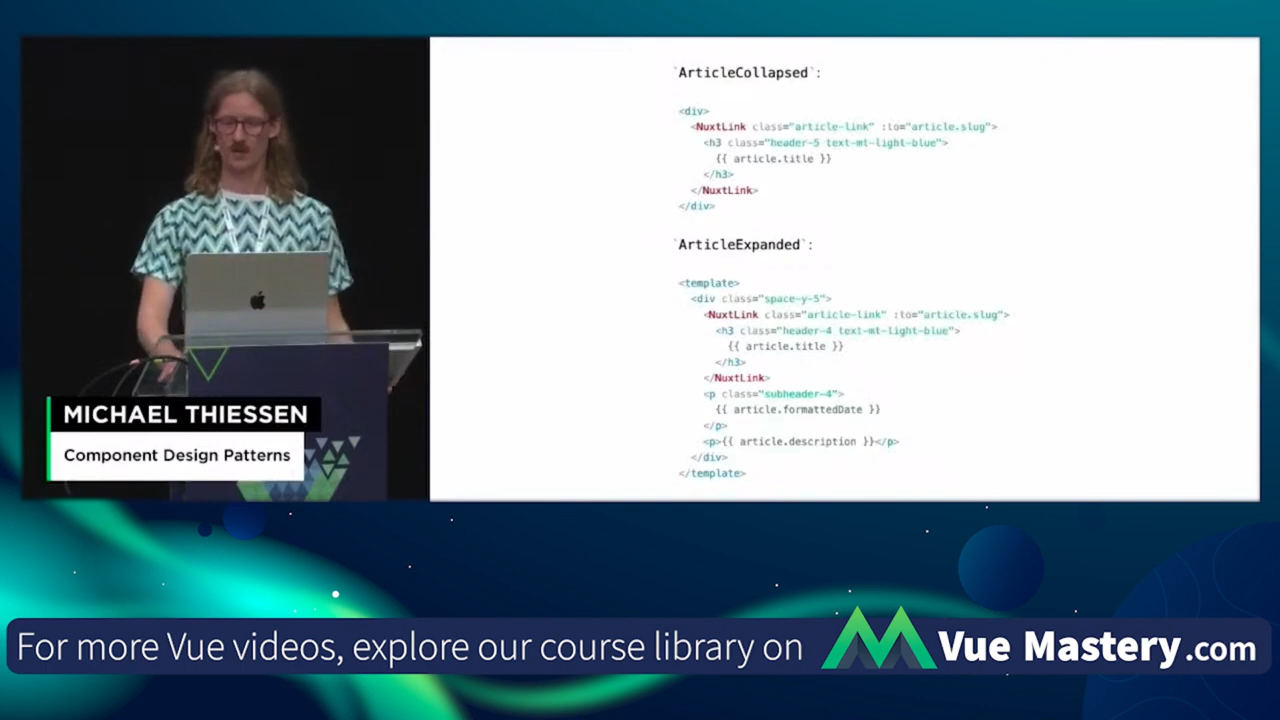 `ArticleCollapsed`:
<div>
<NuxtLink class="article-link" :to="article.slug">
<h3 class="header-5 text-mt-light-blue">
{{ article.title }}
</h3>
</NuxtLink>
</div>
`ArticleExpanded`:
<template>
<div class="space-y-5">
<NuxtLink class="article-link" :to="article.slug">
<h3 class="header-4 text-mt-light-blue">
{{ article.title }}
</h3>
</NuxtLink>
<p class="subheader-4">
{{ article.formattedDate }}
</p>
<p>{{ article.description }}</p>
</div>
</template>
MICHAEL THIESSEN
Component Design Patterns
For more Vue videos, explore our course library on Vue Mastery.com